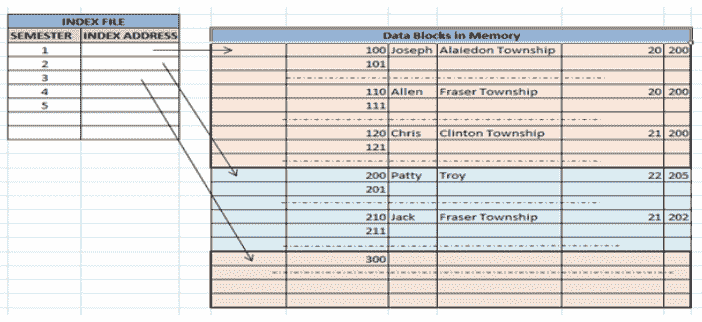 INDEX FILE
SEMESTER INDEX ADDRESS
1
2
3
4
5
Data Blocks in Memory
100 Joseph Alaiedon Township 20 200
101
110 Allen Fraser Township 20 200
111
120 Chris Clinton Township 21 200
121
200 Patty Troy 22 205
201
210 Jack Fraser Township 21 202
211
300